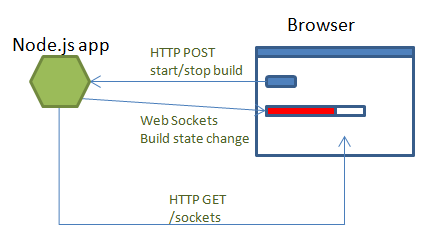 Browser
Node.js app
HTTP POST
start/stop build
Web Sockets
Build state change
HTTP GET
/sockets